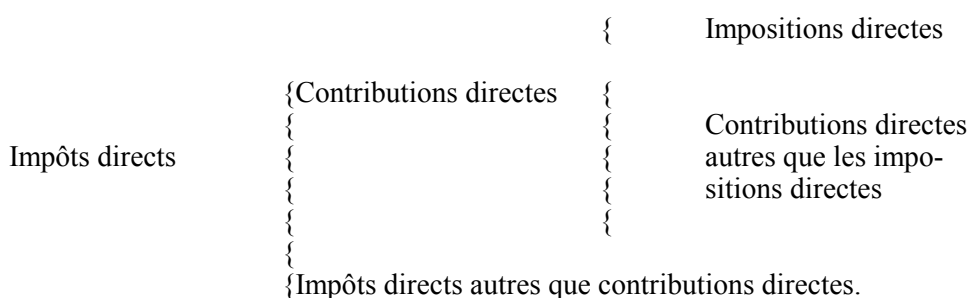 { Impositions directes
{Contributions directes {
{ { Contributions directes
Impôts directs { { autres que les impo-
{ { sitions directes
{ {
{
{Impôts directs autres que contributions directes.